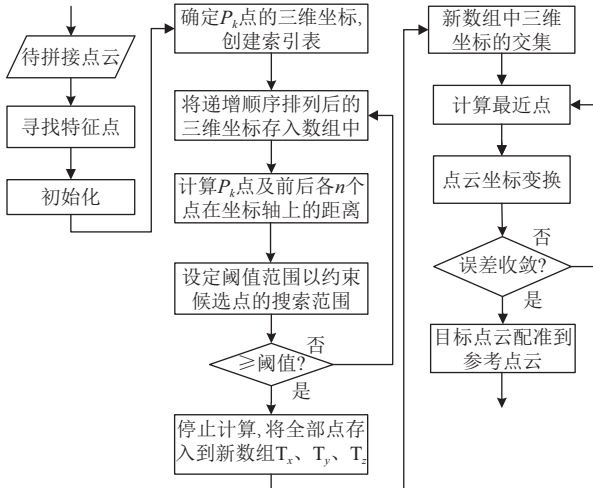 待拼接点云
寻找特征点
初始化
确定Pk点的三维坐标,
创建索引表
将递增顺序排列后的
三维坐标存入数组中
计算Pk点及前后各n个
点在坐标轴上的距离
设定阈值范围以约束
候选点的搜索范围
≥阈值?
否
是
停止计算,将全部点存
入到新数组Tx、Ty、Tz
新数组中三维
坐标的交集
计算最近点
点云坐标变换
否
误差收敛?
是
目标点云配准到
参考点云